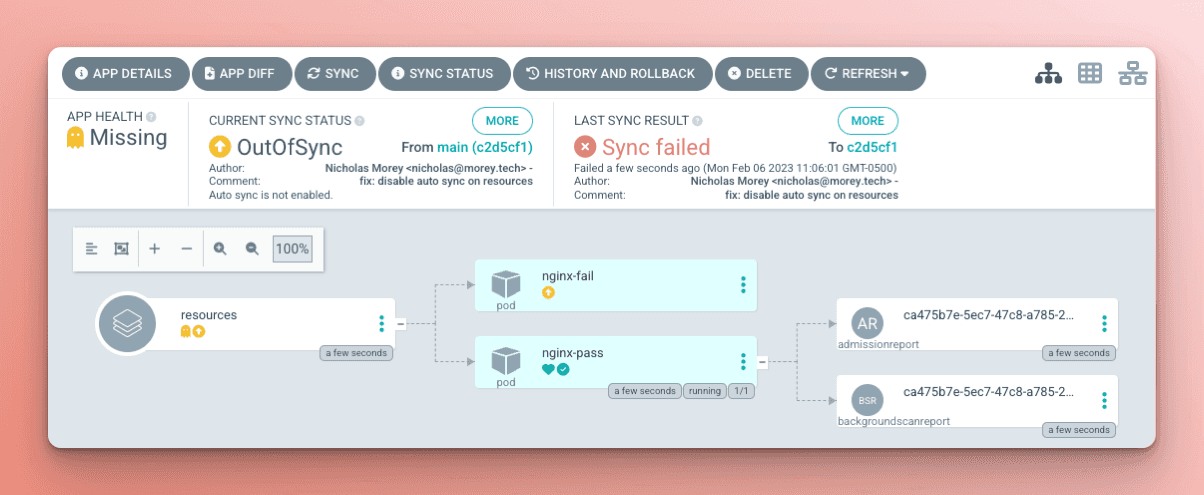 APP DETAILS
APP DIFF
SYNC
SYNC STATUS
HISTORY AND ROLLBACK
DELETE
REFRESH
APP HEALTH
Missing
CURRENT SYNC STATUS
MORE
OutOfSync
From main (c2d5cf1)
Author: Nicholas Morey <nicholas@morey.tech> -
Comment: fix: disable auto sync on resources
Auto sync is not enabled.
LAST SYNC RESULT
MORE
Sync failed
To c2d5cf1
Failed a few seconds ago (Mon Feb 06 2023 11:06:01 GMT-0500)
Author: Nicholas Morey <nicholas@morey.tech> -
Comment: fix: disable auto sync on resources
100%
resources
a few seconds
nginx-fail
pod
nginx-pass
pod
a few seconds
running
1/1
AR
ca475b7e-5ec7-47c8-a785-2...
admissionreport
a few seconds
BSR
ca475b7e-5ec7-47c8-a785-2...
backgroundscanreport
a few seconds